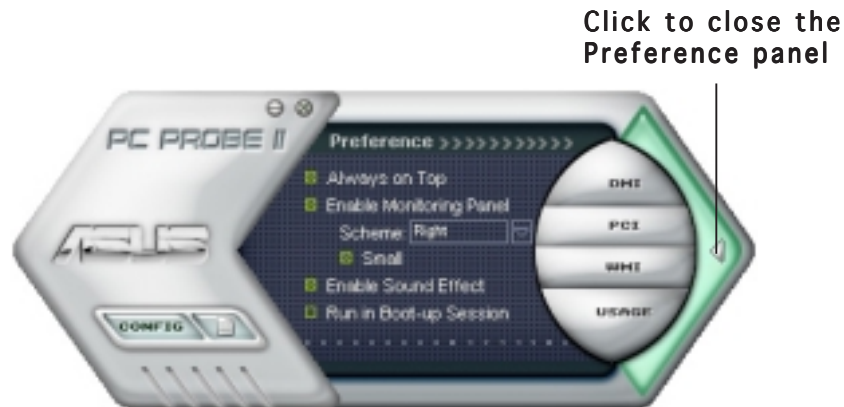 Click to close the
Preference panel
PC PROBE II
Preference >>>>>>>>>>>
Always on Top
Enable Monitoring Panel
Scheme: Right
Small
Enable Sound Effect
Run in Boot-up Session
DMI
PCI
WMI
USAGE
ASUS
CONFIG